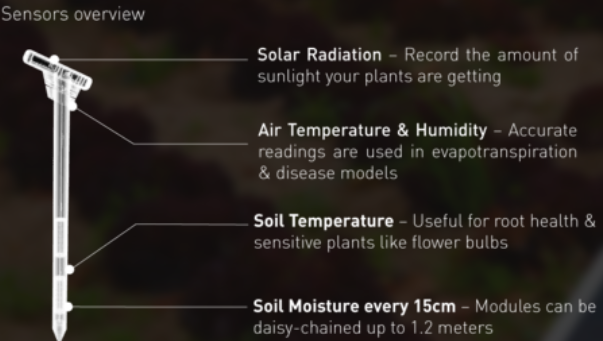 Sensors overview
Solar Radiation – Record the amount of
sunlight your plants are getting
Air Temperature & Humidity – Accurate
readings are used in evapotranspiration
& disease models
Soil Temperature – Useful for root health &
sensitive plants like flower bulbs
Soil Moisture every 15cm – Modules can be
daisy-chained up to 1.2 meters